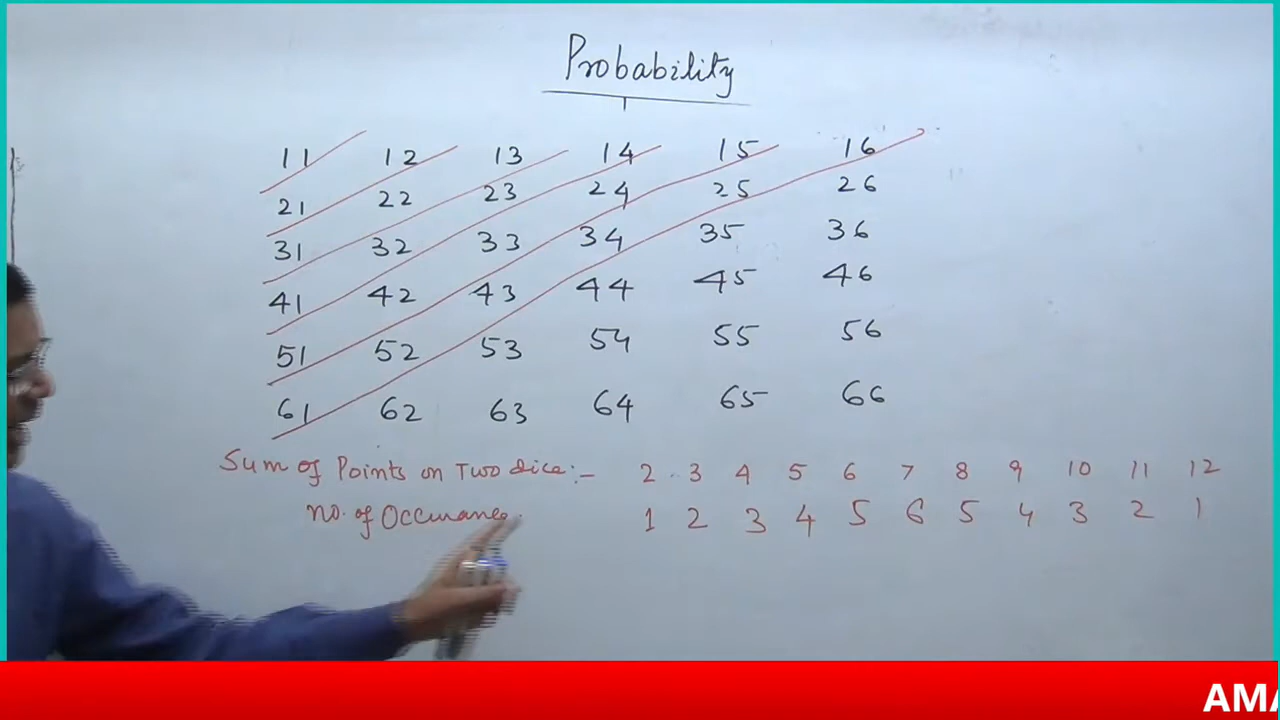 Probability
11 12 13 14 15 16
21 22 23 24 25 26
31 32 33 34 35 36
41 42 43 44 45 46
51 52 53 54 55 56
61 62 63 64 65 66
Sum of Points on Two dice:- 2 3 4 5 6 7 8 9 10 11 12
No. of Occurance 1 2 3 4 5 6 5 4 3 2 1
AMA